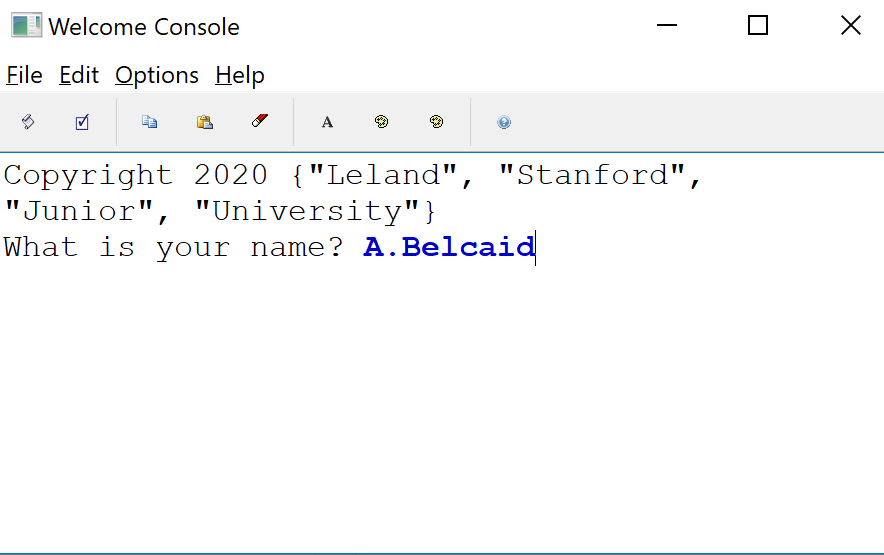 Welcome Console
File Edit Options Help
A
Copyright 2020 {"Leland", "Stanford",
"Junior", "University"}
What is your name? A.Belcaid